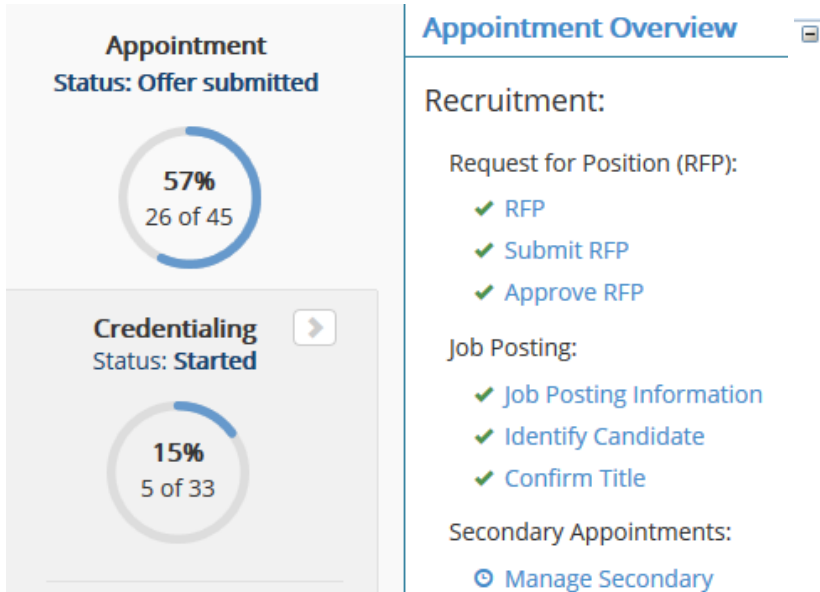 Appointment
Status: Offer submitted
57%
26 of 45
Credentialing
Status: Started
15%
5 of 33
Appointment Overview
Recruitment:
Request for Position (RFP):
RFP
Submit RFP
Approve RFP
Job Posting:
Job Posting Information
Identify Candidate
Confirm Title
Secondary Appointments:
Manage Secondary